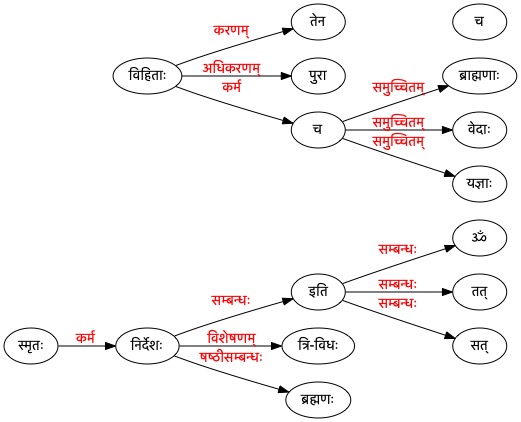 तेन
च
करणम्
विहिताः
अधिकरणम्
पुरा
ब्राह्मणाः
कर्म
समुच्चितम्
च
समुच्चितम्
वेदाः
समुच्चितम्
यज्ञाः
ॐ
सम्बन्धः
इति
सम्बन्धः
तत्
सम्बन्धः
सम्बन्धः
स्मृतः
कर्म
निर्देशः
विशेषणम्
त्रि-विधः
सत्
षष्ठीसम्बन्धः
ब्रह्मणः